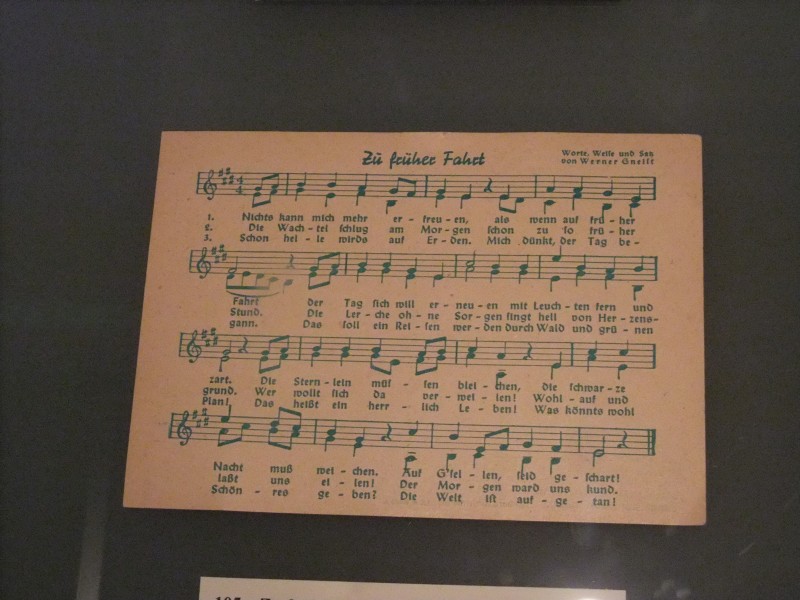 Zu früher Fahrt
Worte, Weise und Satz
von Werner Gneist
1. Nichts kann mich mehr er-freu-en, als wenn auf frü-her
2. Die Wach-tel schlug am Mor-gen schon zu so frü-her
3. Schon hel-le wirds auf Er-den. Mich dünkt, der Tag be-
Fahrt der Tag sich will er-neu-en mit Leuch-ten fern und
Stund. Die Ler-che oh-ne Sor-gen singt hell von Her-zens-
gann. Das soll ein Rei-sen wer-den durch Wald und grü-nen
zart. Die Stern-lein müs-sen blei-chen, die schwar-ze
grund. Wer wollt sich da ver-wei-len! Wohl-auf und
Plan!, Das heißt ein herr-lich Le-ben! Was könnts wohl
Nacht muß wei-chen. Auf G'sel-len, seid ge-schart!
laßt uns ei-len! Der Mor-gen ward uns kund.
Schön-res ge-ben? Die Welt ist auf-ge-tan!